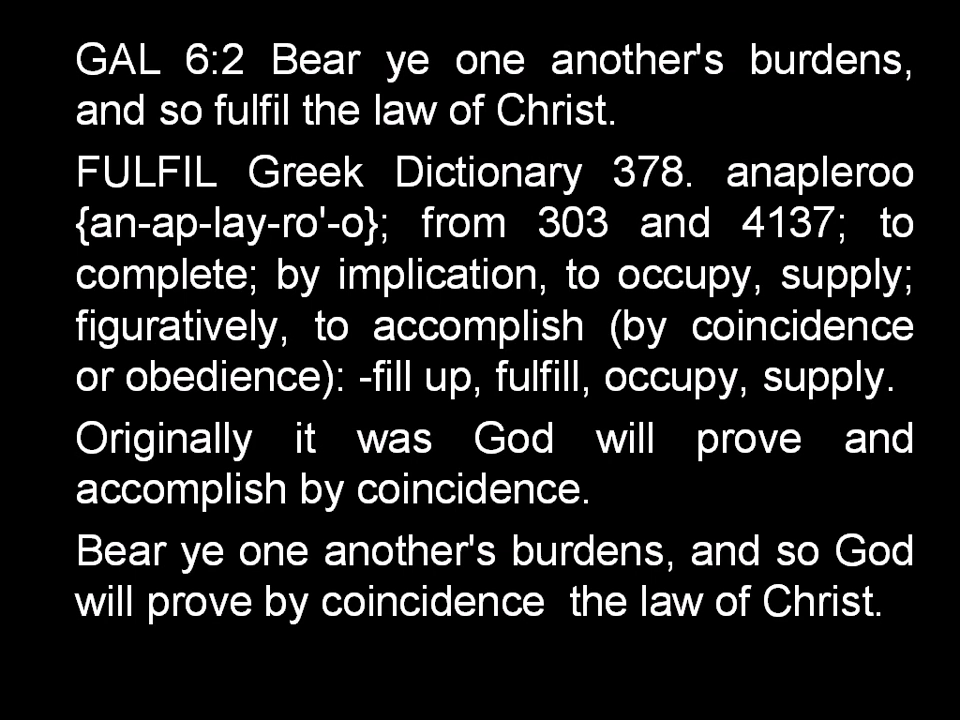 GAL 6:2 Bear ye one another's burdens,
and so fulfil the law of Christ.
FULFIL Greek Dictionary 378. anapleroo
{an-ap-lay-ro'-o}; from 303 and 4137; to
complete; by implication, to occupy, supply;
figuratively, to accomplish (by coincidence
or obedience): -fill up, fulfill, occupy, supply.
Originally it was God will prove and
accomplish by coincidence.
Bear ye one another's burdens, and so God
will prove by coincidence  the law of Christ.